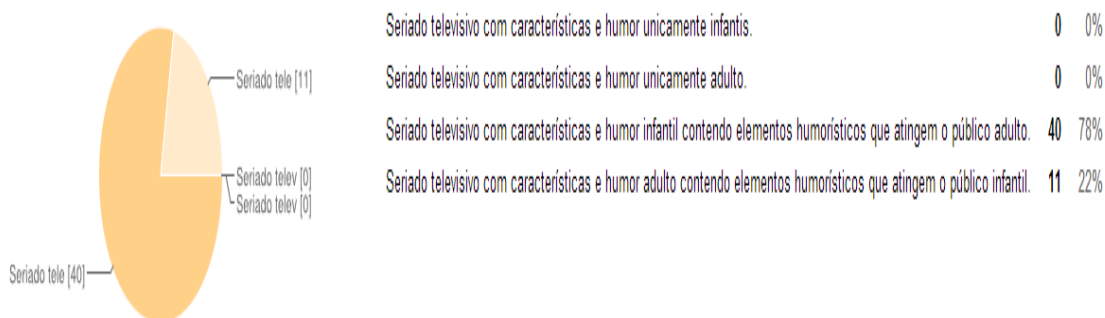 Seriado televisivo com características e humor unicamente infantis. 0 0%
Seriado televisivo com características e humor unicamente adulto. 0 0%
Seriado televisivo com características e humor infantil contendo elementos humorísticos que atingem o público adulto. 40 78%
Seriado televisivo com características e humor adulto contendo elementos humorísticos que atingem o público infantil. 11 22%
Seriado tele [11]
Seriado telev [0]
Seriado telev [0]
Seriado tele [40]